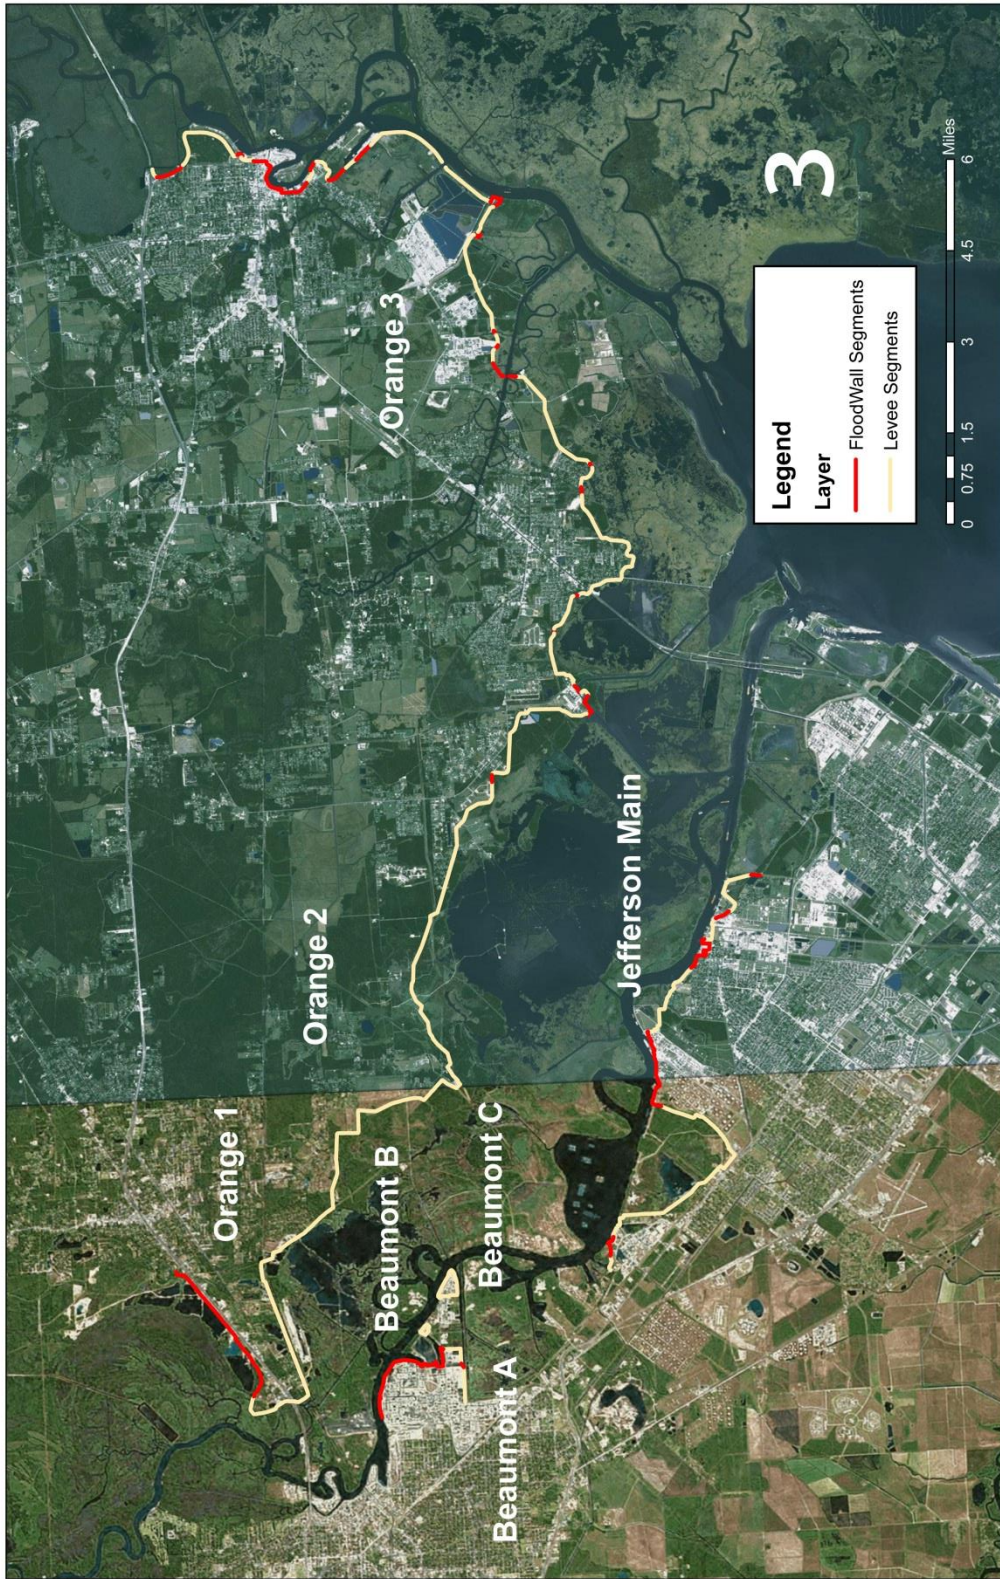 Orange 1
Orange 2
Orange 3
Beaumont A
Beaumont B
Beaumont C
Jefferson Main
3
Legend
Layer
FloodWall Segments
Levee Segments
0 0.75 1.5 3 4.5 6
Miles